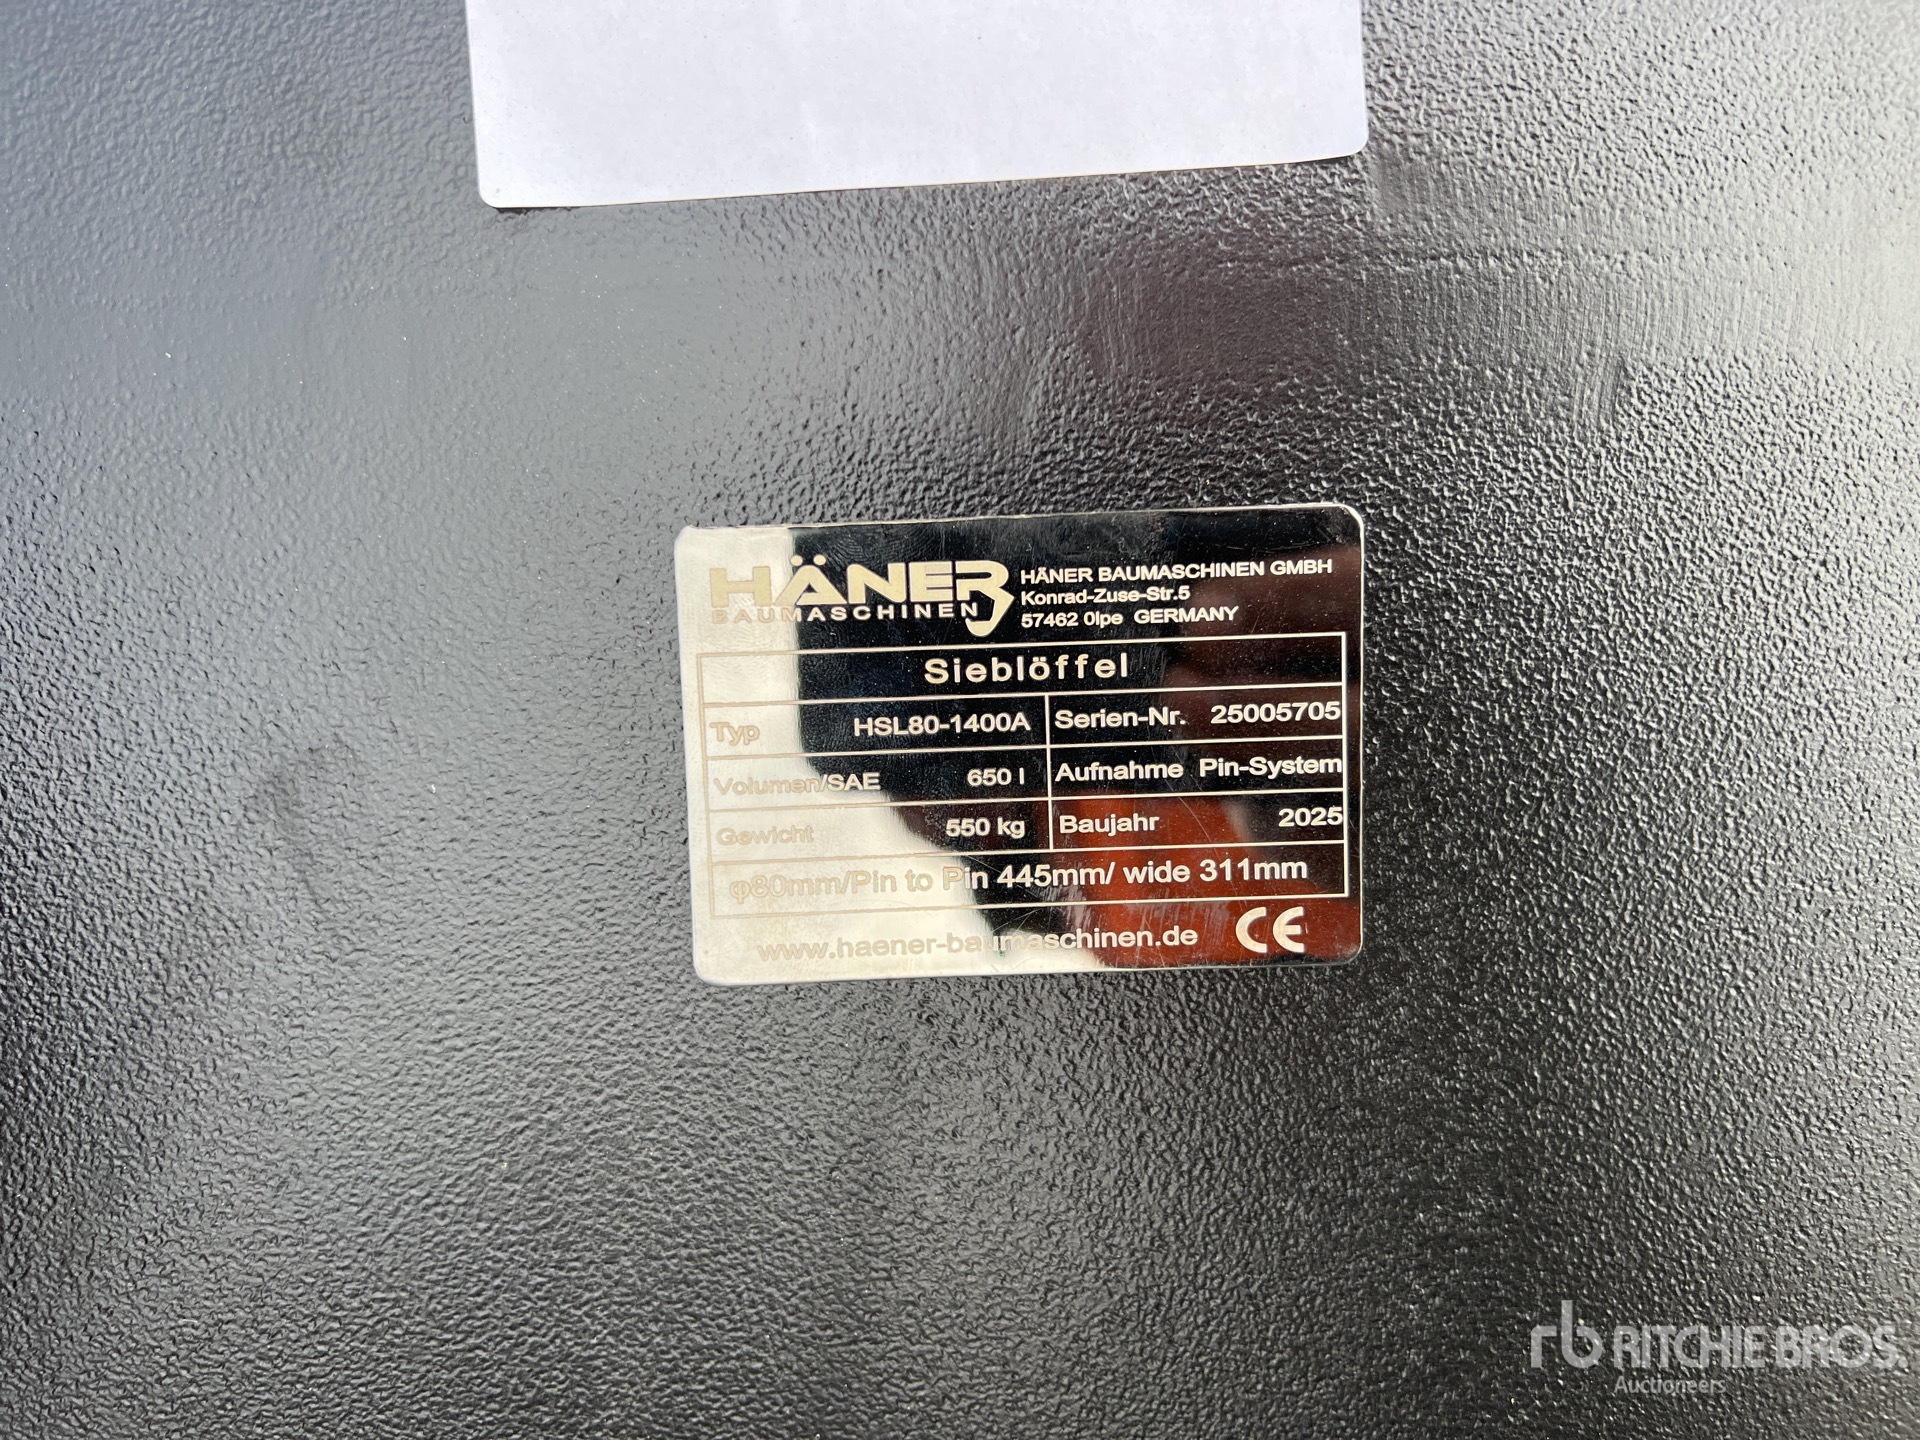 HÄNER
BAUMASCHINEN
HÄNER BAUMASCHINEN GMBH
Konrad-Zuse-Str.5
57462 Olpe GERMANY
Sieblöffel
Typ HSL80-1400A Serien-Nr. 25005705
Volumen/SAE 650 l Aufnahme Pin-System
Gewicht 550 kg Baujahr 2025
φ80mm/Pin to Pin 445mm/ wide 311mm
www.haener-baumaschinen.de CE
rb RITCHIE BROS.
Auctioneers